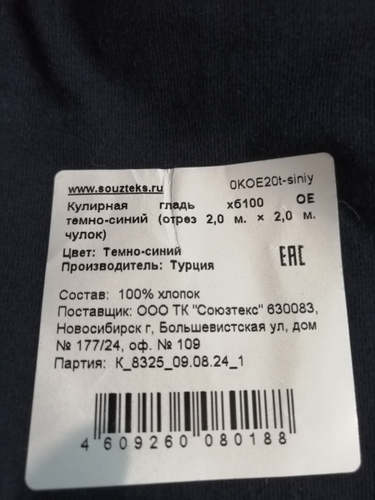 www.souzteks.ru 0KOE20t-siniy
Кулирная гладь хб100 ОЕ
темно-синий (отрез 2,0 м. × 2,0 м.
чулок)
Цвет: Темно-синий
Производитель: Турция
EAC
Состав: 100% хлопок
Поставщик: ООО ТК "Союзтекс" 630083,
Новосибирск г, Большевистская ул, дом
№ 177/24, оф. № 109
Партия: К_8325_09.08.24_1
4 609260 080188